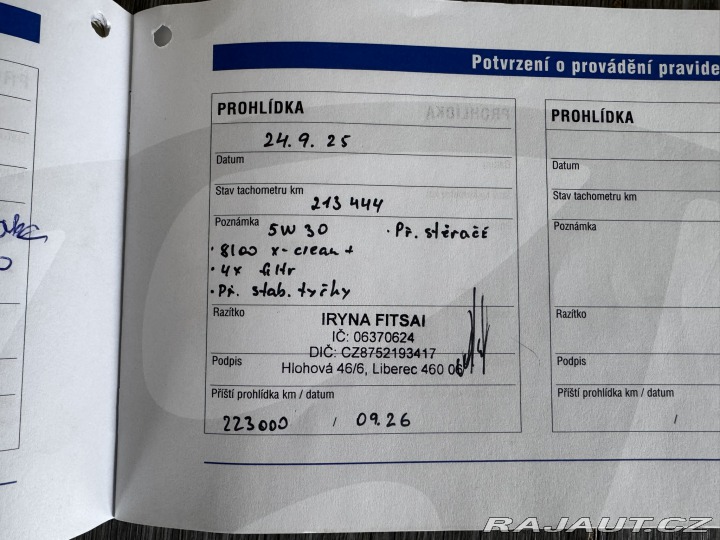 Potvrzení o provádění pravide
PROHLÍDKA
24.9.25
Datum
Stav tachometru km
213 444
Poznámka
5W30
· Př. stěrače
· 8100 x-clean +
· 4x filtr
· Př. stab. tyčky
Razítko
IRYNA FITSAI
IČ: 06370624
DIČ: CZ8752193417
Hlohová 46/6, Liberec 460 06
Podpis
Příští prohlídka km / datum
223000 / 09.26
PROHLÍDKA
Datum
Stav tachometru km
Poznámka
Razítko
Podpis
Příští prohlídka km / datum
/
RAJAUT.CZ